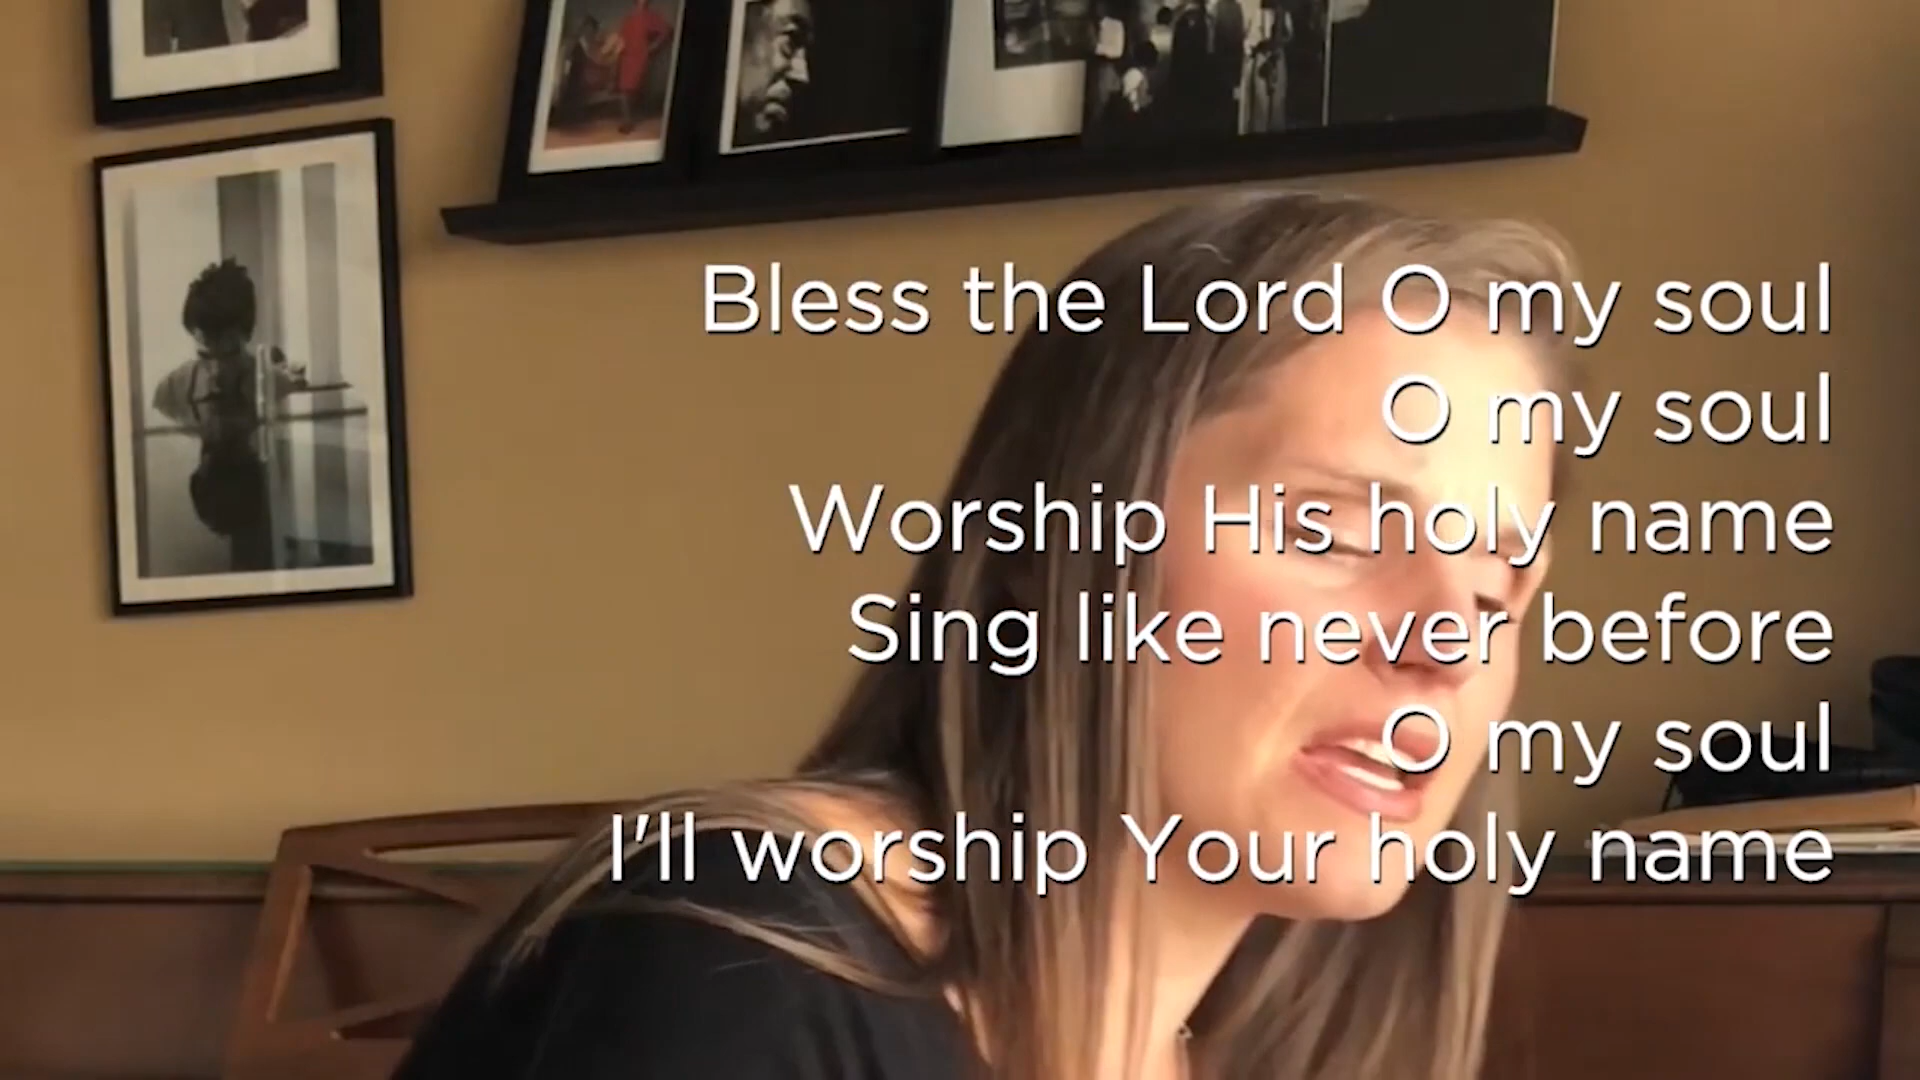 Bless the Lord O my soul
O my soul
Worship His holy name
Sing like never before
O my soul
I'll worship Your holy name